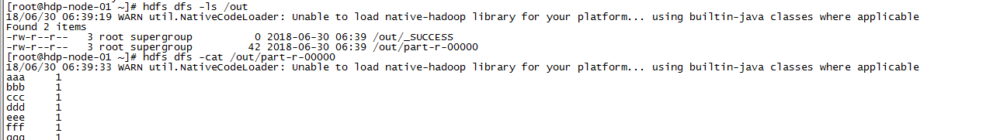 [root@hdp-node-01 ~]# hdfs dfs -ls /out
18/06/30 06:39:19 WARN util.NativeCodeLoader: Unable to load native-hadoop library for your platform... using builtin-java classes where applicable
Found 2 items
-rw-r--r--   3 root supergroup          0 2018-06-30 06:39 /out/_SUCCESS
-rw-r--r--   3 root supergroup         42 2018-06-30 06:39 /out/part-r-00000
[root@hdp-node-01 ~]# hdfs dfs -cat /out/part-r-00000
18/06/30 06:39:33 WARN util.NativeCodeLoader: Unable to load native-hadoop library for your platform... using builtin-java classes where applicable
aaa     1
bbb     1
ccc     1
ddd     1
eee     1
fff     1
ggg     1